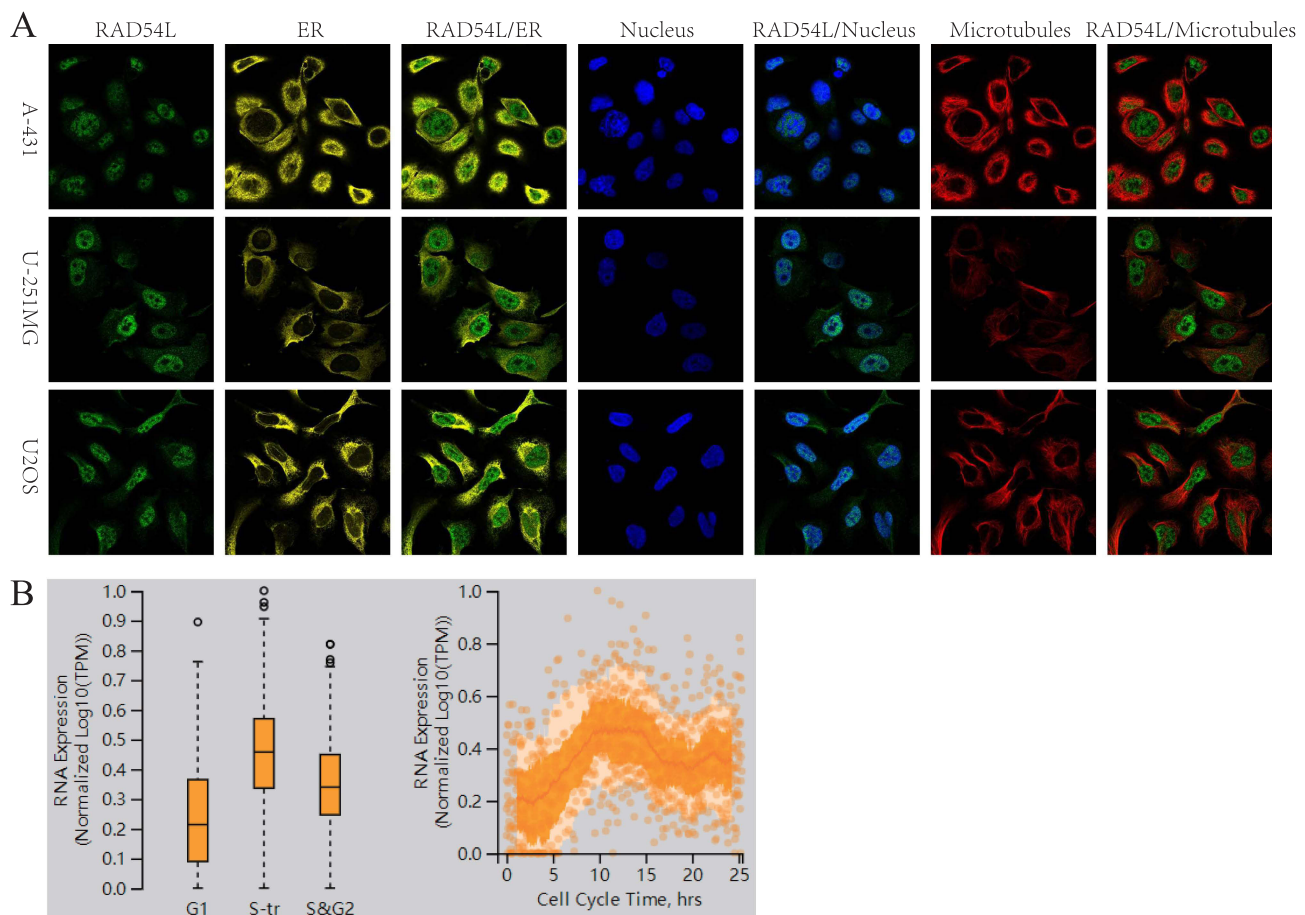 A
RAD54L ER RAD54L/ER Nucleus RAD54L/Nucleus Microtubules RAD54L/Microtubules
A-431
U-251MG
U2OS
B
RNA Expression
(Normalized Log10(TPM))
1.0
0.9
0.8
0.7
0.6
0.5
0.4
0.3
0.2
0.1
0.0
G1 S-tr S&G2
RNA Expression
(Normalized Log10(TPM))
1.0
0.8
0.6
0.4
0.2
0.0
0 5 10 15 20 25
Cell Cycle Time, hrs